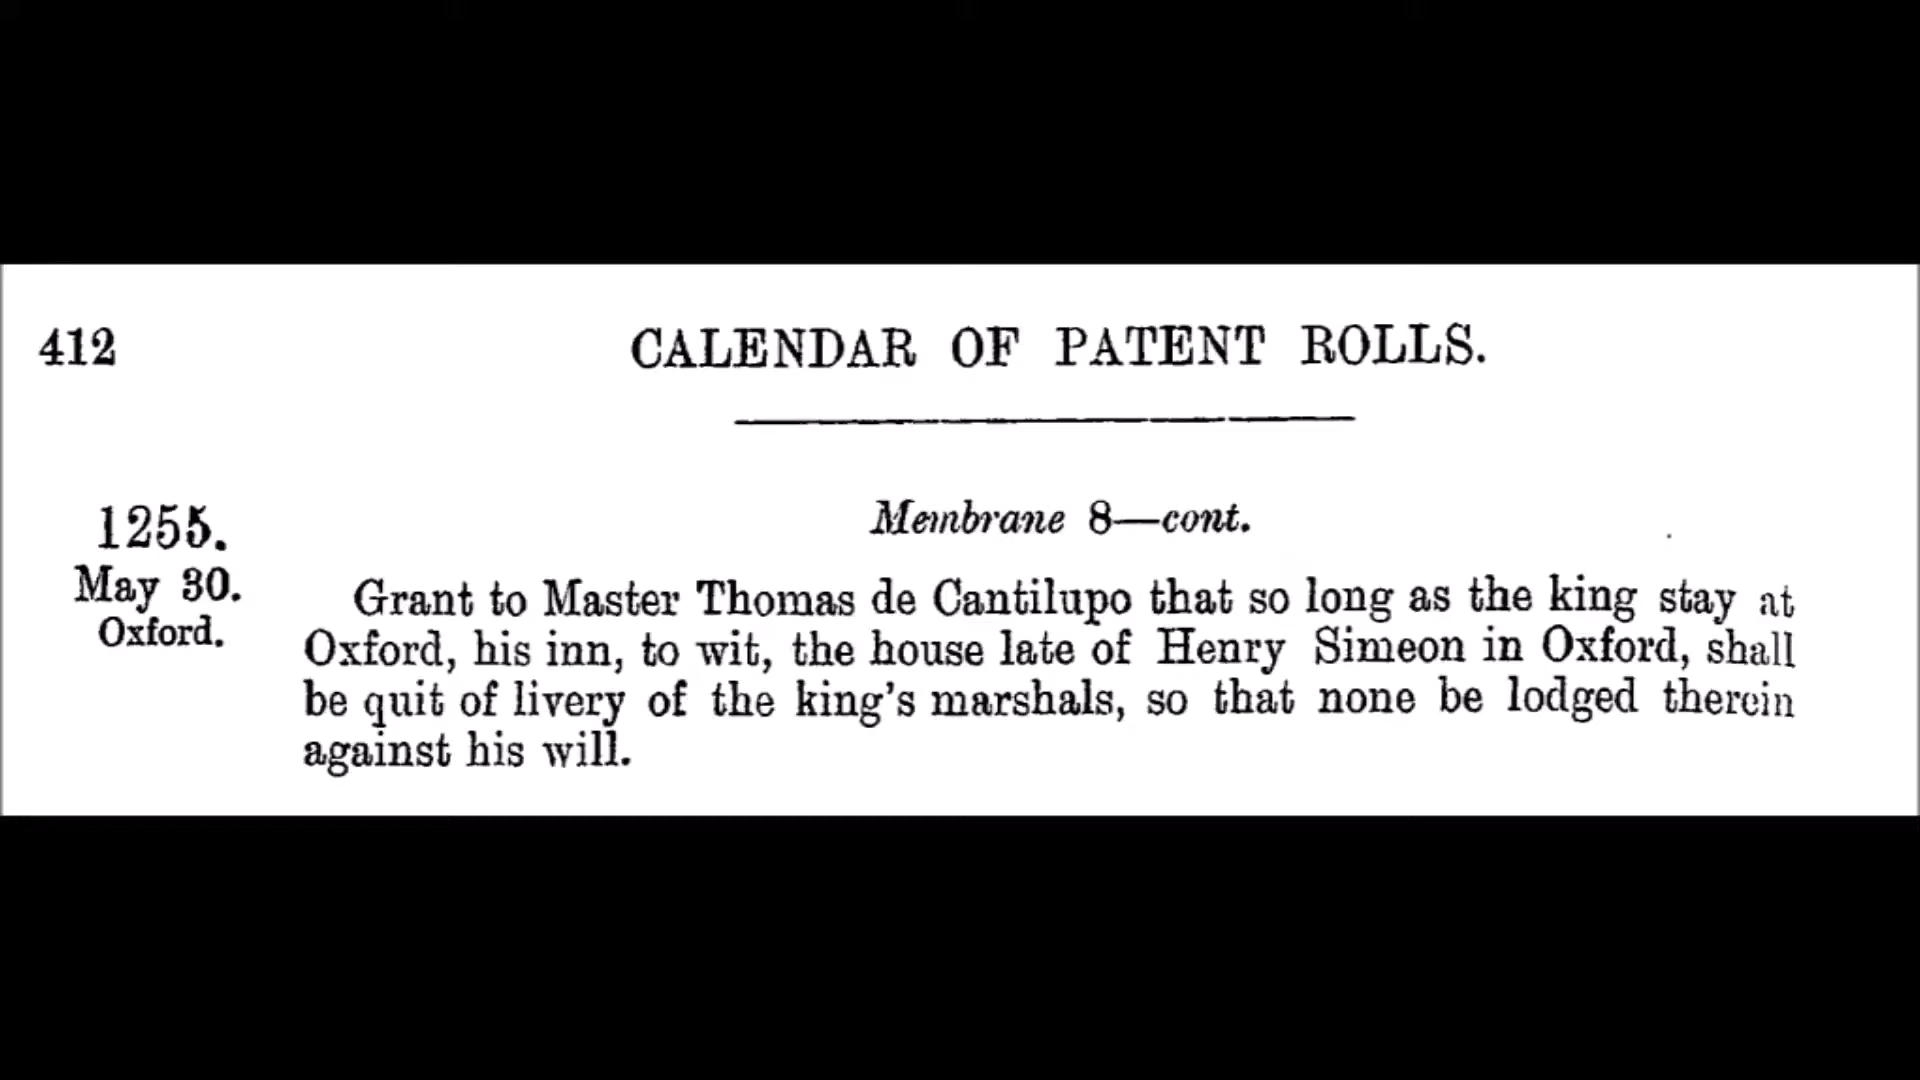 412
CALENDAR OF PATENT ROLLS.
1255.
Membrane 8—cont.
May 30.
Oxford.
Grant to Master Thomas de Cantilupo that so long as the king stay at
Oxford, his inn, to wit, the house late of Henry Simeon in Oxford, shall
be quit of livery of the king's marshals, so that none be lodged therein
against his will.